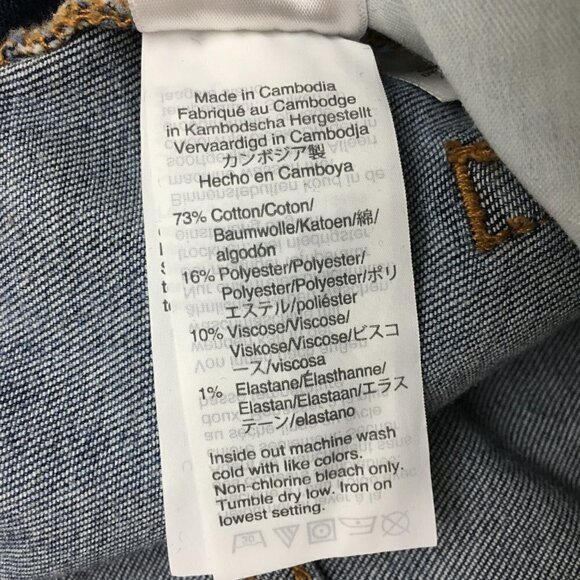 Made in Cambodia
Fabriqué au Cambodge
in Kambodscha Hergestellt
Vervaardigd in Cambodja
カンボジア製
Hecho en Camboya
73% Cotton/Coton/
Baumwolle/Katoen/綿/
algodón
16% Polyester/Polyester/
Polyester/Polyester/ポリ
エステル/poliéster
10% Viscose/Viscose/
Viskose/Viscose/ビスコ
ース/viscosa
1% Elastane/Élasthanne/
Elastan/Elastaan/エラス
テーン/elastano
Inside out machine wash
cold with like colors.
Non-chlorine bleach only.
Tumble dry low. Iron on
lowest setting.